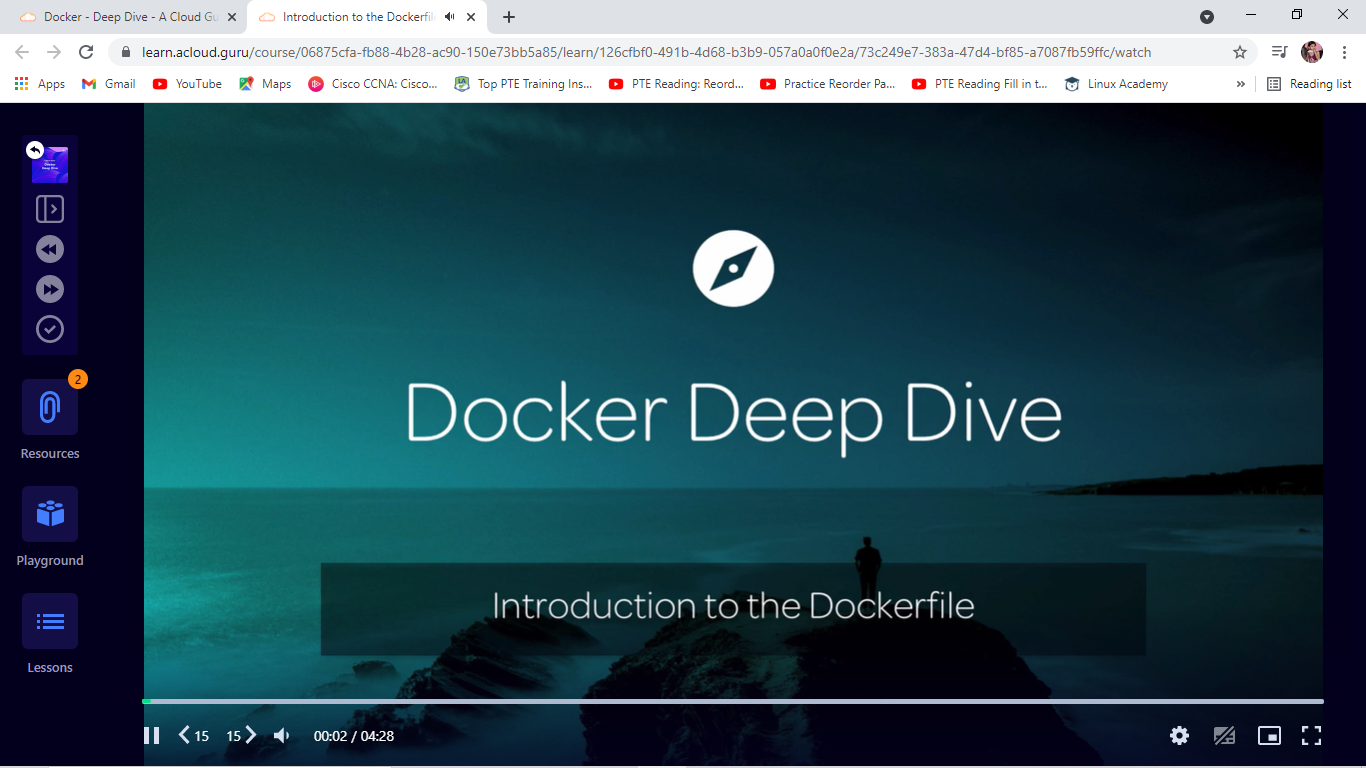 Docker - Deep Dive - A Cloud Gu
Introduction to the Dockerfil
learn.acloud.guru/course/06875cfa-fb88-4b28-ac90-150e73bb5a85/learn/126cfbf0-491b-4d68-b3b9-057a0a0f0e2a/73c249e7-383a-47d4-bf85-a7087fb59ffc/watch
Apps Gmail YouTube Maps Cisco CCNA: Cisco... Top PTE Training Ins... PTE Reading: Reord... Practice Reorder Pa... PTE Reading Fill in t... Linux Academy » Reading list
Docker
Deep Dive
2
Resources
Playground
Lessons
Docker Deep Dive
Introduction to the Dockerfile
15 15 00:02 / 04:28